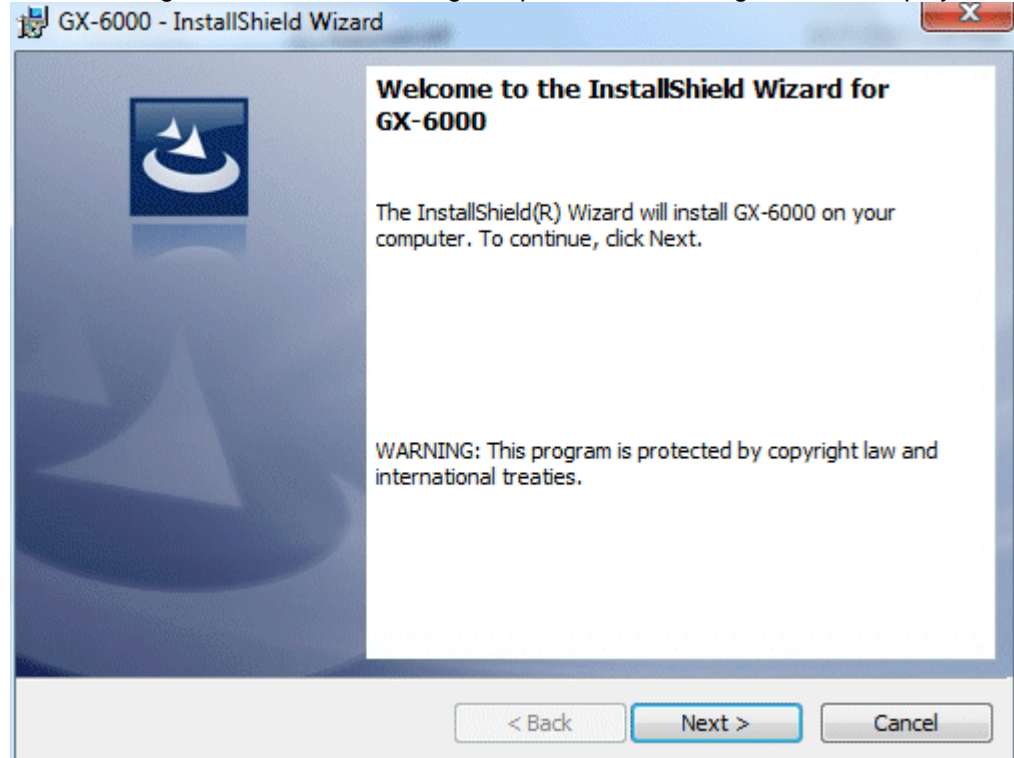 GX-6000 - InstallShield Wizard
Welcome to the InstallShield Wizard for
GX-6000
The InstallShield(R) Wizard will install GX-6000 on your
computer. To continue, click Next.
WARNING: This program is protected by copyright law and
international treaties.
< Back
Next >
Cancel